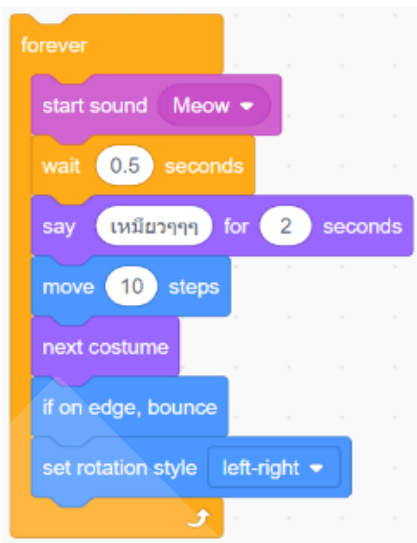 forever
start sound Meow
wait 0.5 seconds
say เหมียวๆๆๆ for 2 seconds
move 10 steps
next costume
if on edge, bounce
set rotation style left-right